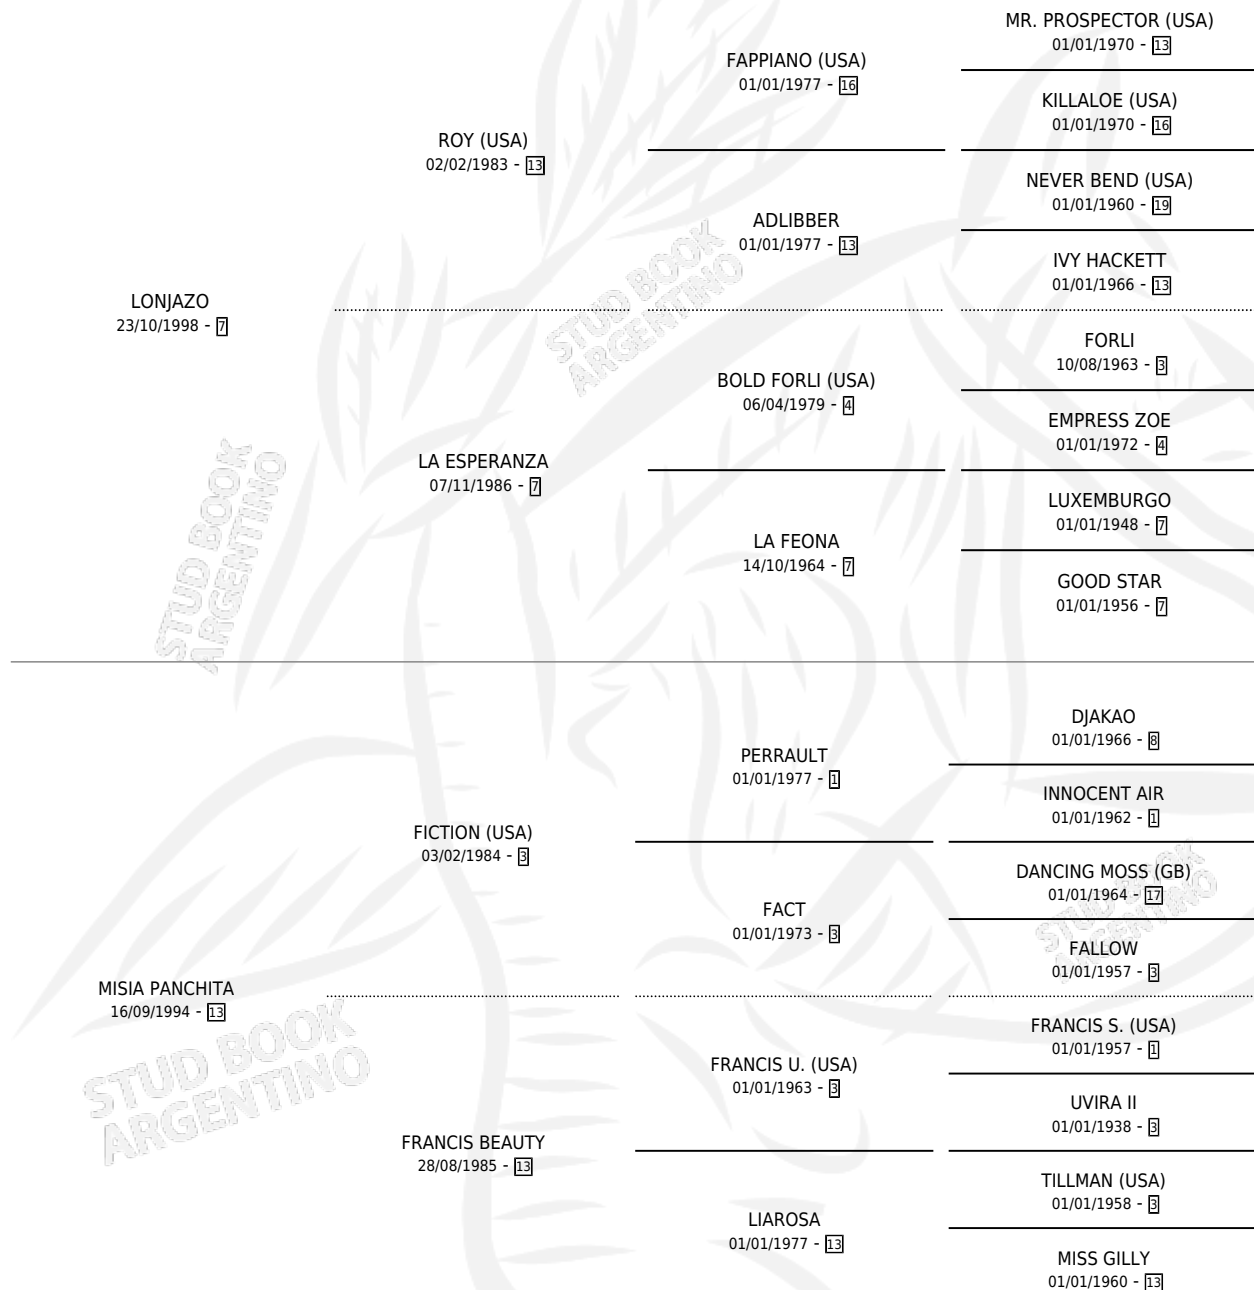 MR. PROSPECTOR (USA)
01/01/1970 - 13
FAPPIANO (USA)
01/01/1977 - 16
KILLALOE (USA)
01/01/1970 - 16
ROY (USA)
02/02/1983 - 13
NEVER BEND (USA)
01/01/1960 - 19
ADLIBBER
01/01/1977 - 13
IVY HACKETT
01/01/1966 - 13
LONJAZO
23/10/1998 - 7
FORLI
10/08/1963 - 3
BOLD FORLI (USA)
06/04/1979 - 4
EMPRESS ZOE
01/01/1972 - 4
LA ESPERANZA
07/11/1986 - 7
LUXEMBURGO
01/01/1948 - 7
LA FEONA
14/10/1964 - 7
GOOD STAR
01/01/1956 - 7
DJAKAO
01/01/1966 - 8
PERRAULT
01/01/1977 - 1
INNOCENT AIR
01/01/1962 - 1
FICTION (USA)
03/02/1984 - 3
DANCING MOSS (GB)
01/01/1964 - 17
FACT
01/01/1973 - 3
FALLOW
01/01/1957 - 3
MISIA PANCHITA
16/09/1994 - 13
FRANCIS S. (USA)
01/01/1957 - 1
FRANCIS U. (USA)
01/01/1963 - 3
UVIRA II
01/01/1938 - 3
FRANCIS BEAUTY
28/08/1985 - 13
TILLMAN (USA)
01/01/1958 - 3
LIAROSA
01/01/1977 - 13
MISS GILLY
01/01/1960 - 13
STUD BOOK
ARGENTINO
STUD BOOK
ARGENTINO
STUD BOOK
ARGENTINO
STUD BOOK
ARGENTINO